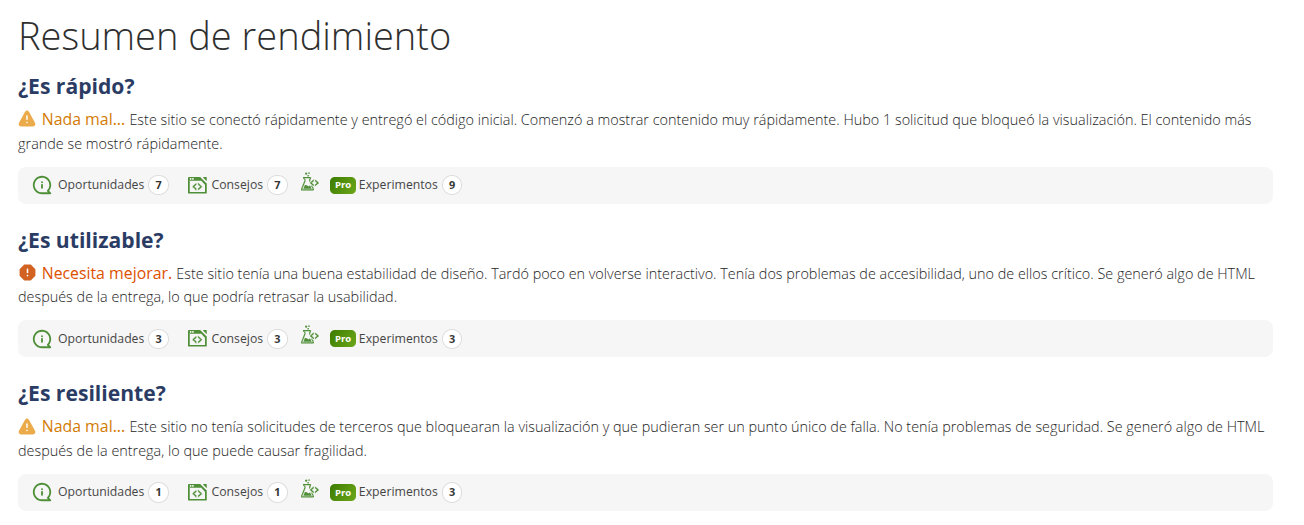 Resumen de rendimiento
¿Es rápido?
Nada mal... Este sitio se conectó rápidamente y entregó el código inicial. Comenzó a mostrar contenido muy rápidamente. Hubo 1 solicitud que bloqueó la visualización. El contenido más
grande se mostró rápidamente.
Oportunidades 7 Consejos 7 Pro Experimentos 9
¿Es utilizable?
Necesita mejorar. Este sitio tenía una buena estabilidad de diseño. Tardó poco en volverse interactivo. Tenía dos problemas de accesibilidad, uno de ellos crítico. Se generó algo de HTML
después de la entrega, lo que podría retrasar la usabilidad.
Oportunidades 3 Consejos 3 Pro Experimentos 3
¿Es resiliente?
Nada mal... Este sitio no tenía solicitudes de terceros que bloquearan la visualización y que pudieran ser un punto único de falla. No tenía problemas de seguridad. Se generó algo de HTML
después de la entrega, lo que puede causar fragilidad.
Oportunidades 1 Consejos 1 Pro Experimentos 3